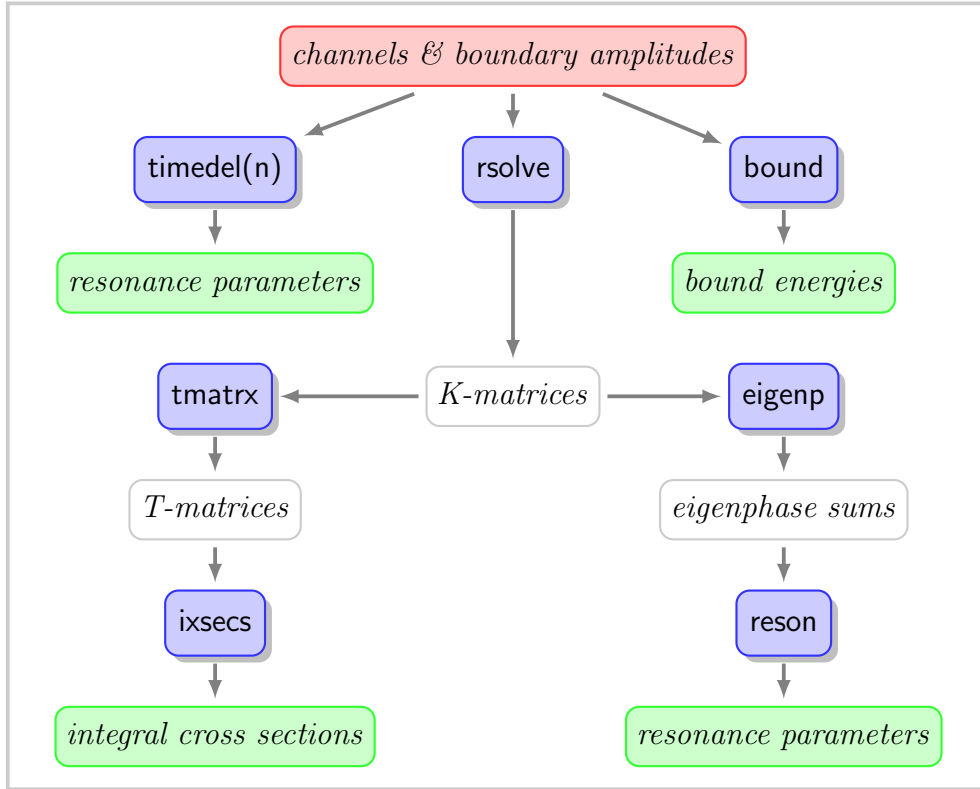 channels & boundary amplitudes
timedel(n)
rsolve
bound
resonance parameters
bound energies
tmatrx
K-matrices
eigenp
T-matrices
eigenphase sums
ixsecs
reson
integral cross sections
resonance parameters